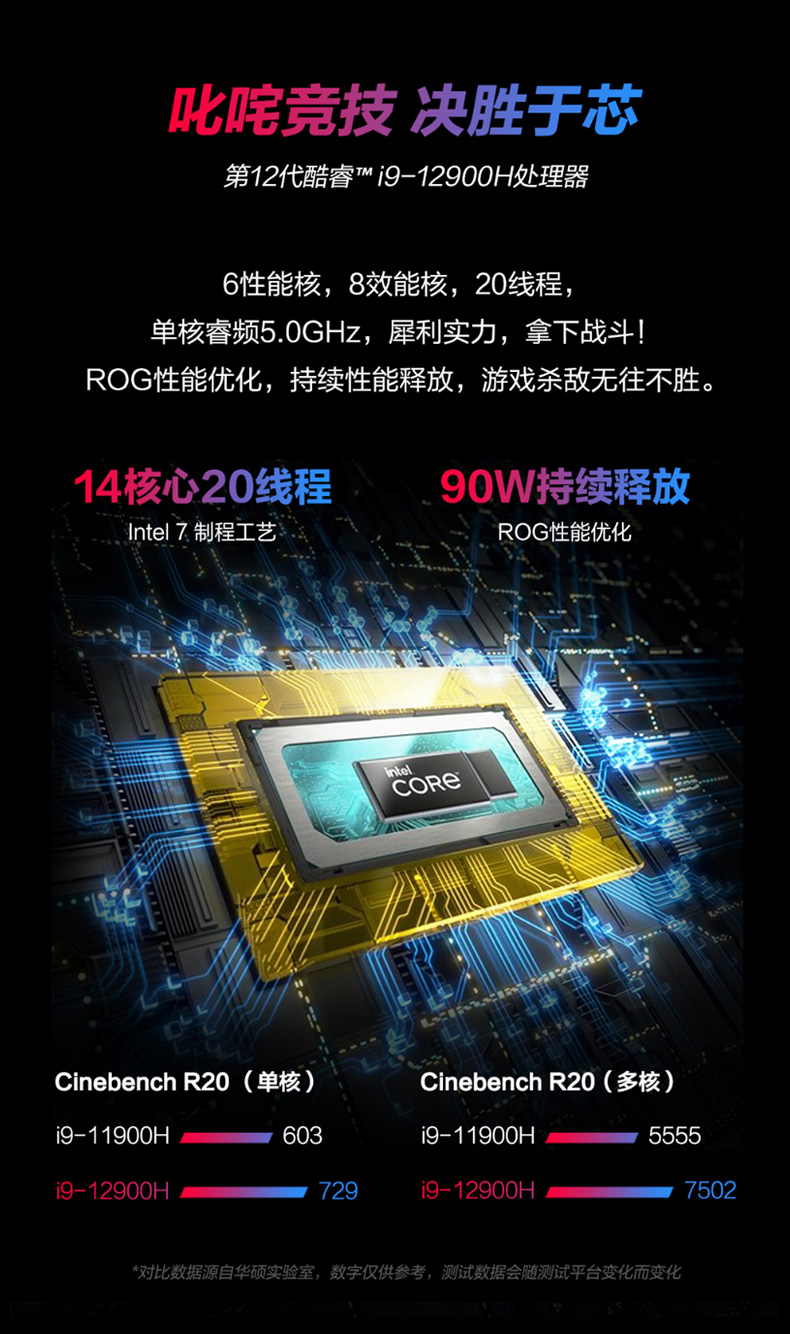 叱咤竞技 决胜于芯
第12代酷睿™ i9-12900H处理器
6性能核，8效能核，20线程，
单核睿频5.0GHz，犀利实力，拿下战斗！
ROG性能优化，持续性能释放，游戏杀敌无往不胜。
14核心20线程
Intel 7 制程工艺
90W持续释放
ROG性能优化
intel
CORe
Cinebench R20（单核）
i9-11900H 603
i9-12900H 729
Cinebench R20（多核）
i9-11900H 5555
i9-12900H 7502
*对比数据源自华硕实验室，数字仅供参考，测试数据会随测试平台变化而变化